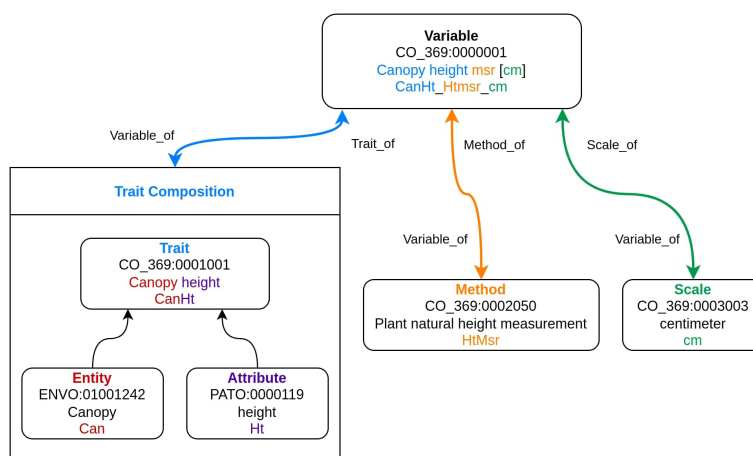 Variable
CO_369:0000001
Canopy height msr [cm]
CanHt_Htmsr_cm
Variable_of
Trait_of
Method_of
Scale_of
Trait Composition
Trait
CO_369:0001001
Canopy height
CanHt
Variable_of
Variable_of
Method
CO_369:0002050
Plant natural height measurement
HtMsr
Scale
CO_369:0003003
centimeter
cm
Entity
ENVO:01001242
Canopy
Can
Attribute
PATO:0000119
height
Ht